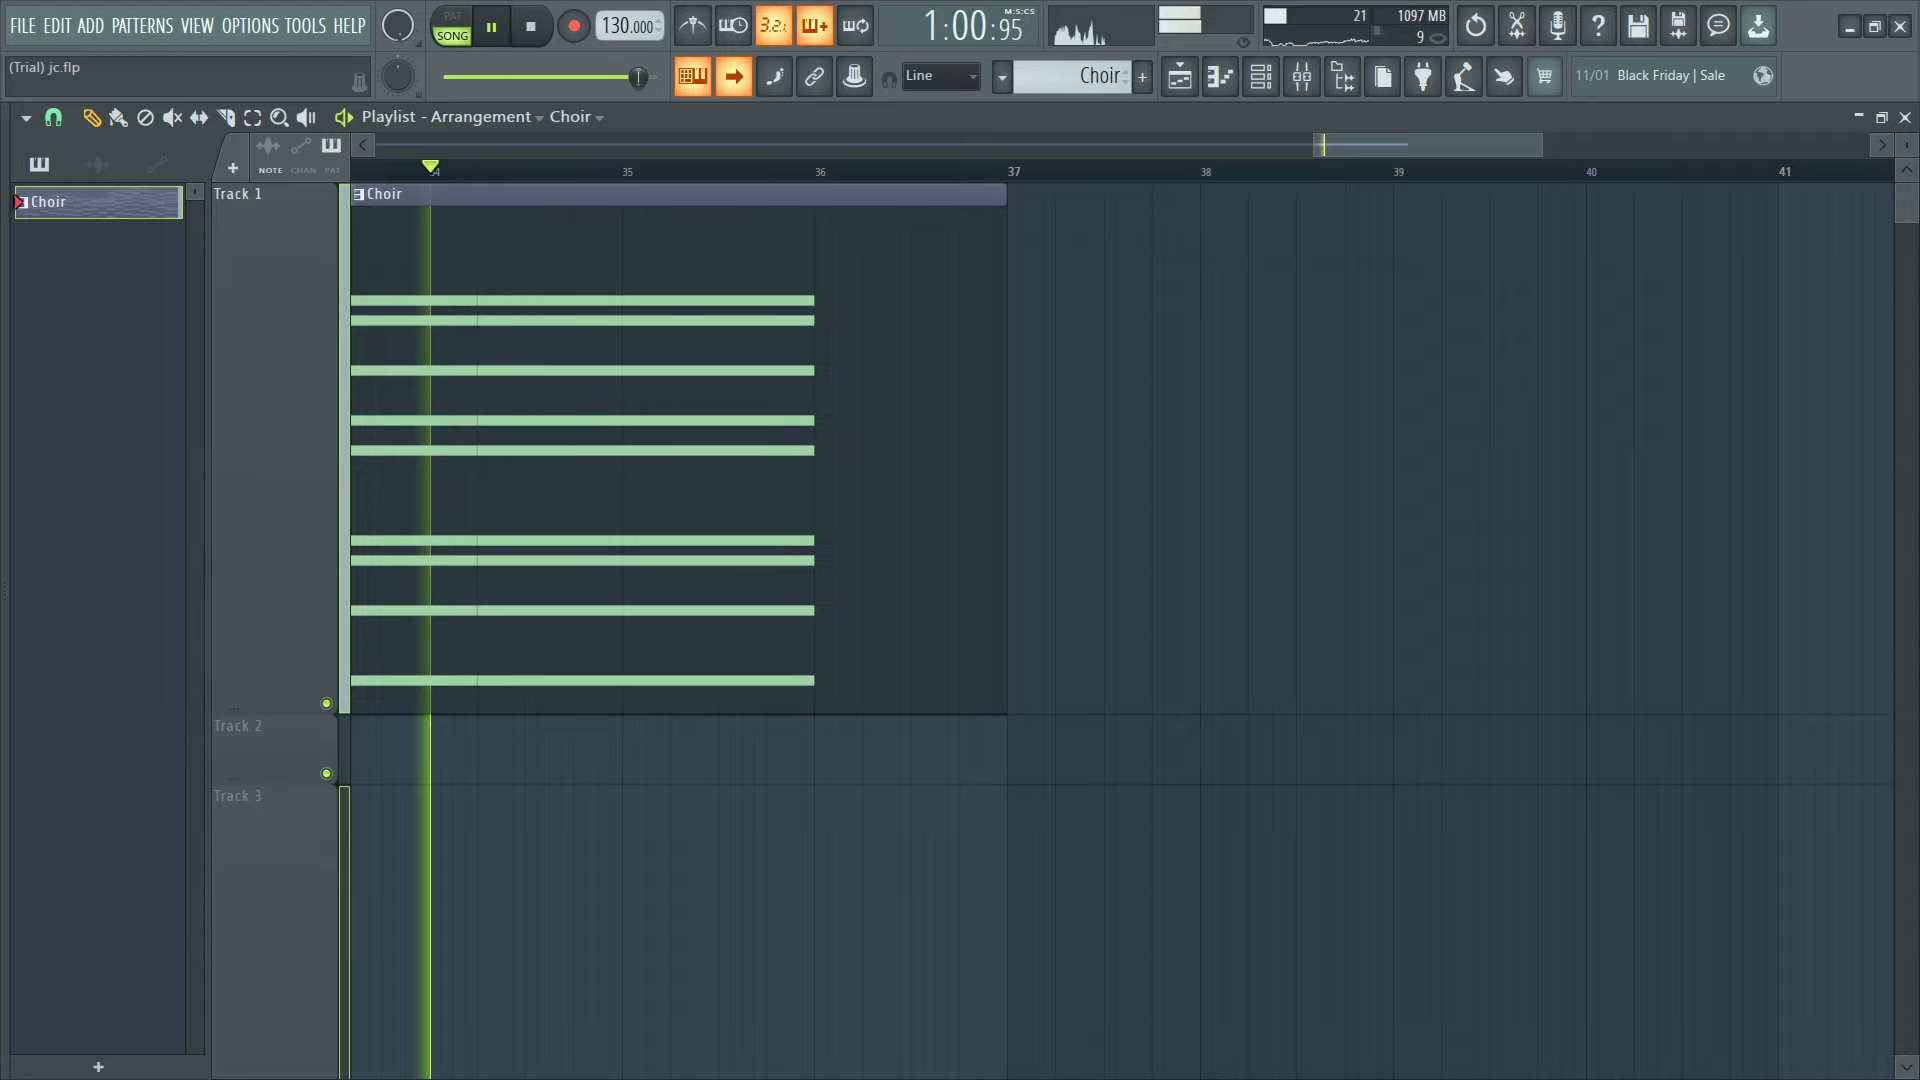 FILE EDIT ADD PATTERNS VIEW OPTIONS TOOLS HELP
PAT
SONG
130.000
3.2.
1:00:95
M:S:CS
21
1097 MB
9
(Trial) jc.flp
Line
Choir
11/01 Black Friday | Sale
Playlist - Arrangement Choir
NOTE CHAN PAT
34 35 36 37 38 39 40 41
Choir
Track 1
Choir
Track 2
Track 3